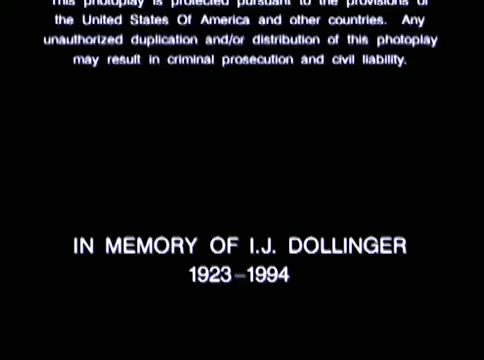 This photoplay is protected pursuant to the provisions of
the United States Of America and other countries. Any
unauthorized duplication and/or distribution of this photoplay
may result in criminal prosecution and civil liability.
IN MEMORY OF I.J. DOLLINGER
1923-1994